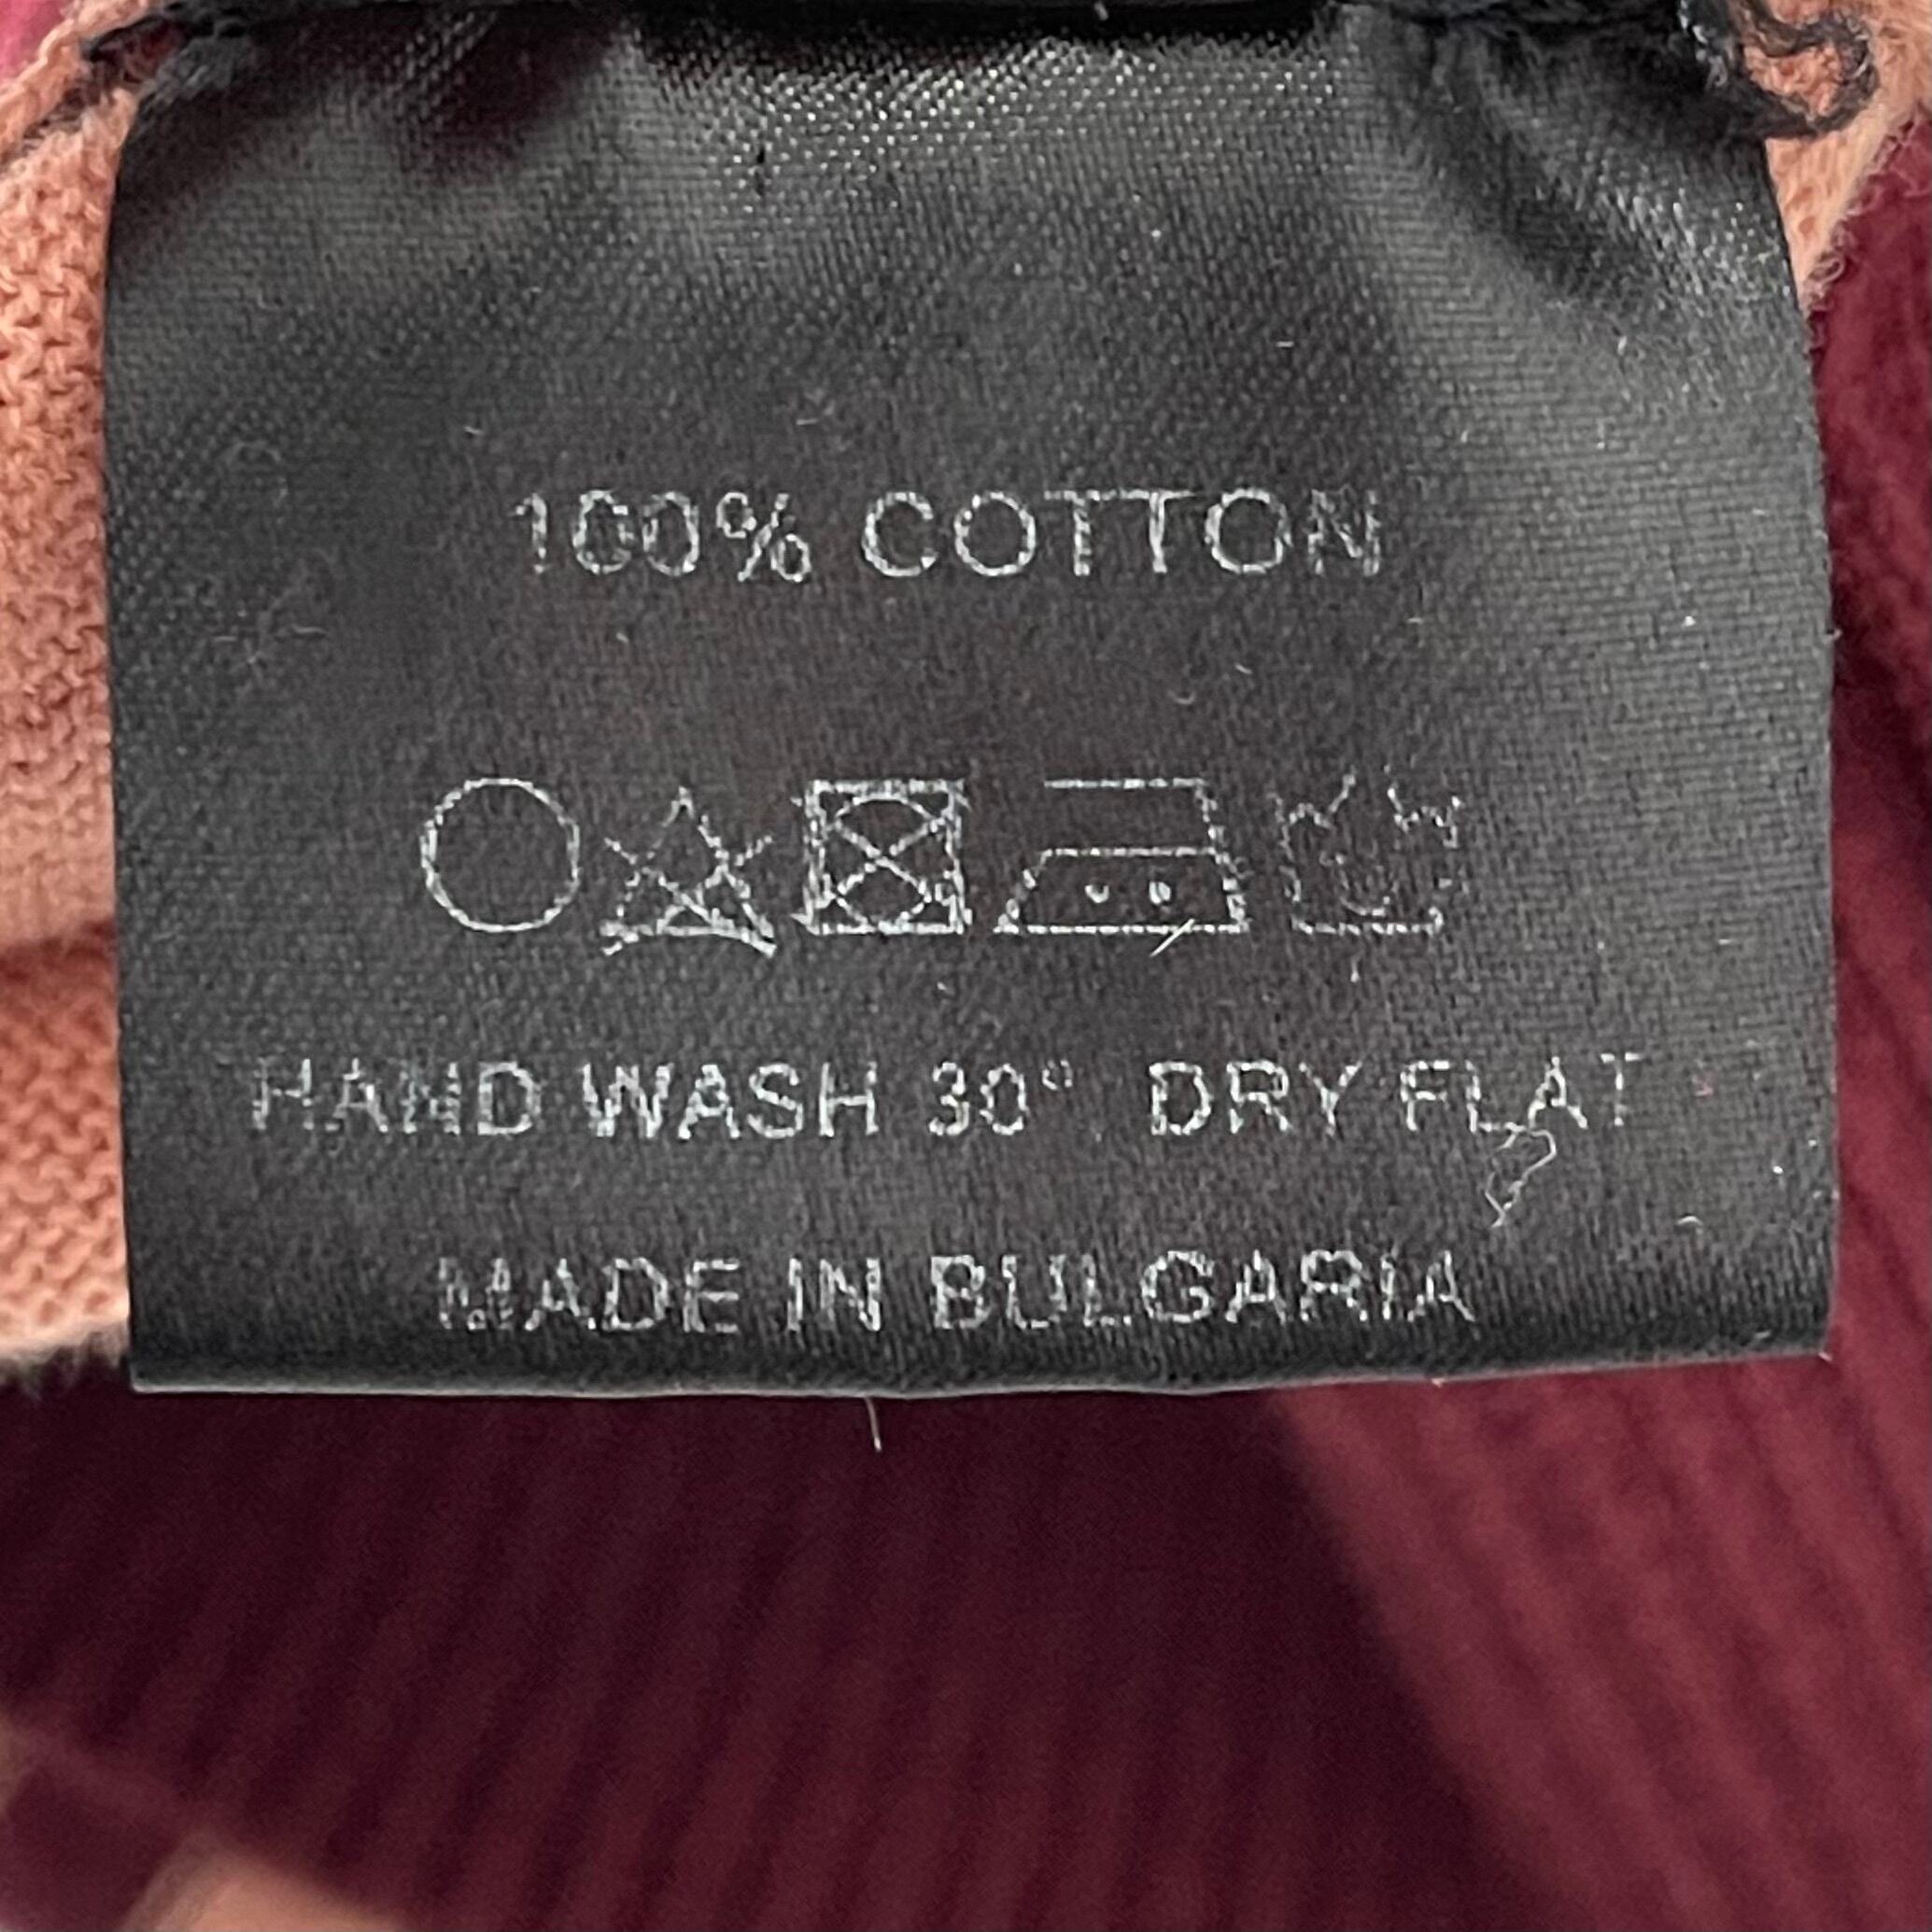 100% COTTON
HAND WASH 30° DRY FLAT
MADE IN BULGARIA